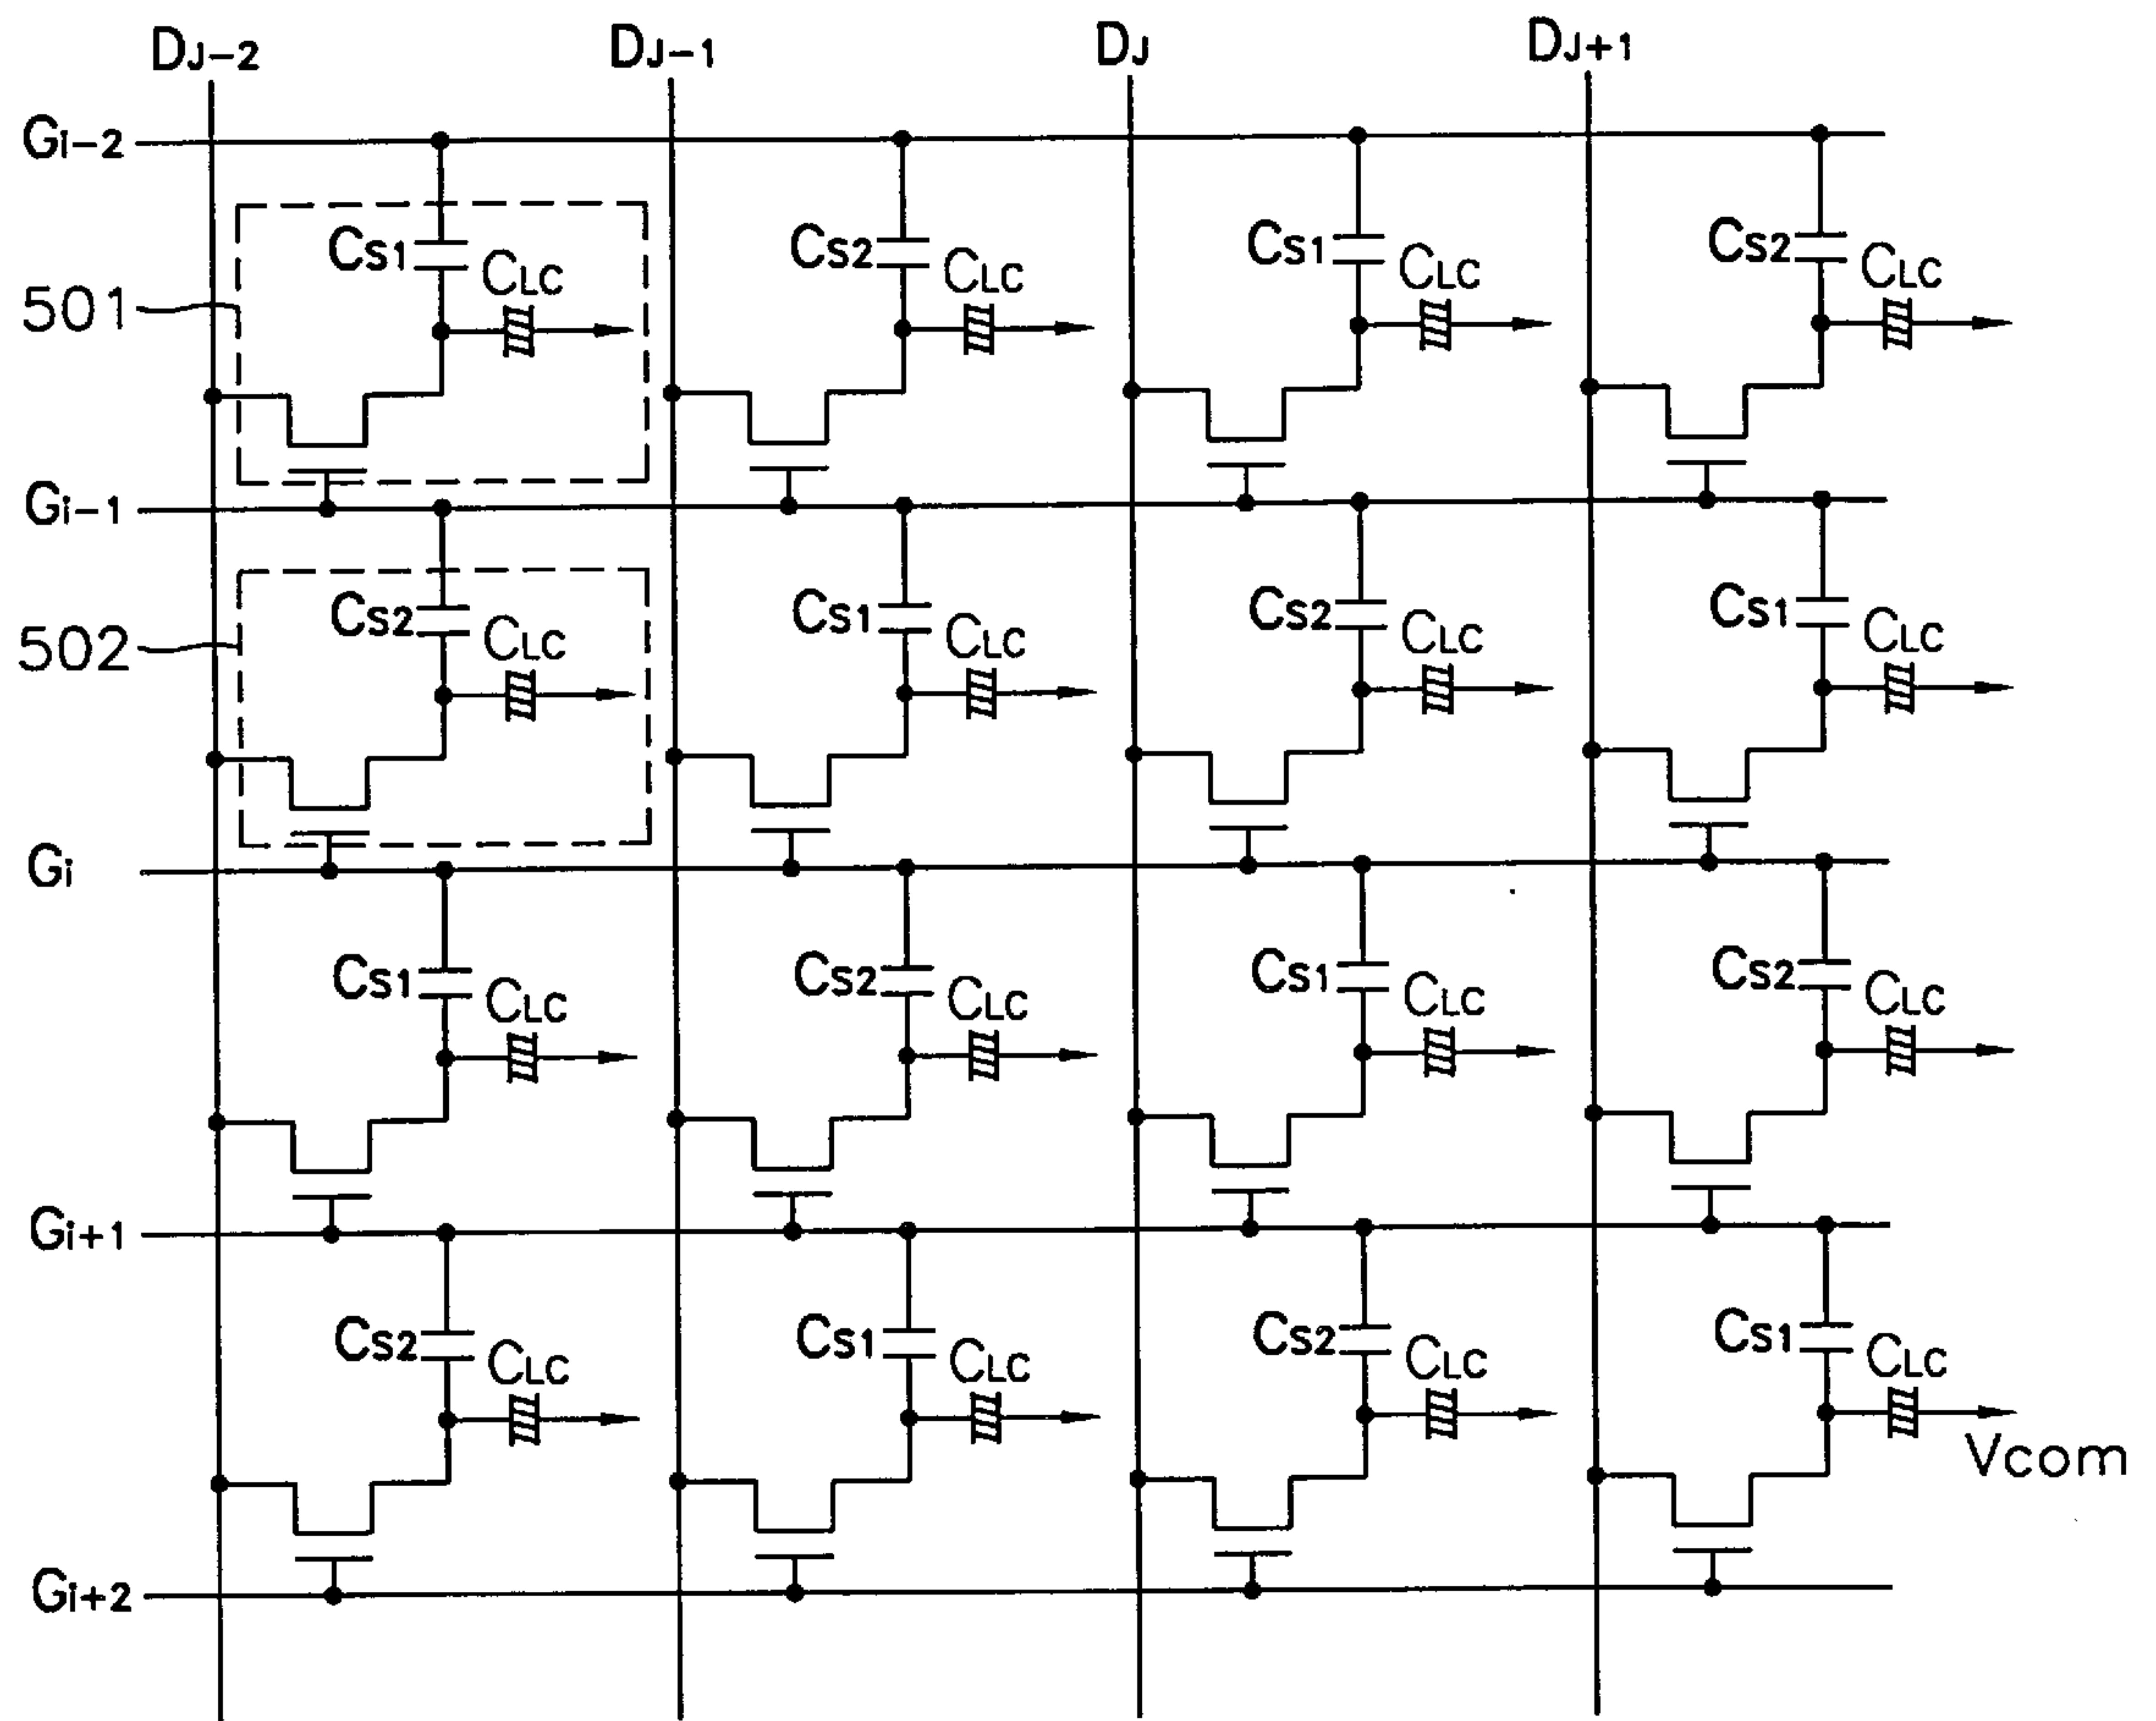 DJ-2 DJ-1 DJ DJ+1
Gi-2
CS1 CLC CS2 CLC CS1 CLC CS2 CLC
501
Gi-1
CS2 CLC CS1 CLC CS2 CLC CS1 CLC
502
Gi
CS1 CLC CS2 CLC CS1 CLC CS2 CLC
Gi+1
CS2 CLC CS1 CLC CS2 CLC CS1 CLC
Vcom
Gi+2